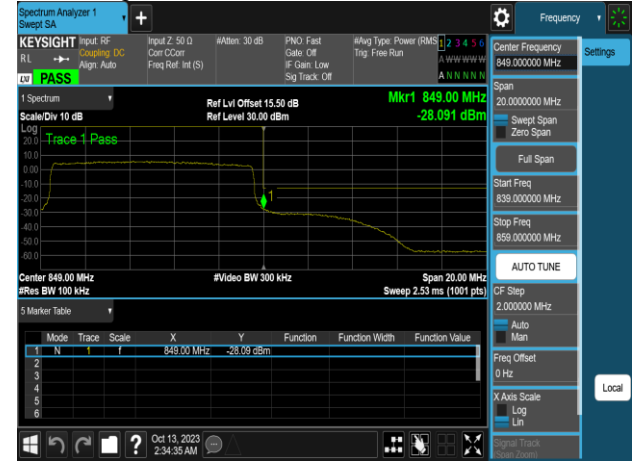 Spectrum Analyzer 1
Swept SA
Frequency
KEYSIGHT
RL
Input: RF
Coupling: DC
Align: Auto
Input Z: 50 Ω
Corr CCorr
Freq Ref: Int (S)
#Atten: 30 dB
PNO: Fast
Gate: Off
IF Gain: Low
Sig Track: Off
#Avg Type: Power (RMS
Trig: Free Run
1 2 3 4 5 6
A WW WWW
A N N N N N
LXI PASS
Center Frequency
849.000000 MHz
Settings
Span
20.0000000 MHz
Swept Span
Zero Span
Full Span
Start Freq
839.000000 MHz
Stop Freq
859.000000 MHz
AUTO TUNE
CF Step
2.000000 MHz
Auto
Man
Freq Offset
0 Hz
X Axis Scale
Log
Lin
Signal Track
(Span Zoom)
Local
1 Spectrum
Scale/Div 10 dB
Ref Lvl Offset 15.50 dB
Ref Level 30.00 dBm
Mkr1 849.00 MHz
-28.091 dBm
Log
Trace 1 Pass
20.0
10.0
0.00
-10.0
-20.0
-30.0
-40.0
-50.0
-60.0
1
Center 849.00 MHz
#Res BW 100 kHz
#Video BW 300 kHz
Span 20.00 MHz
Sweep 2.53 ms (1001 pts)
5 Marker Table
Mode Trace Scale X Y Function Function Width Function Value
1 N 1 f 849.00 MHz -28.09 dBm
2
3
4
5
6
Oct 13, 2023
2:34:35 AM